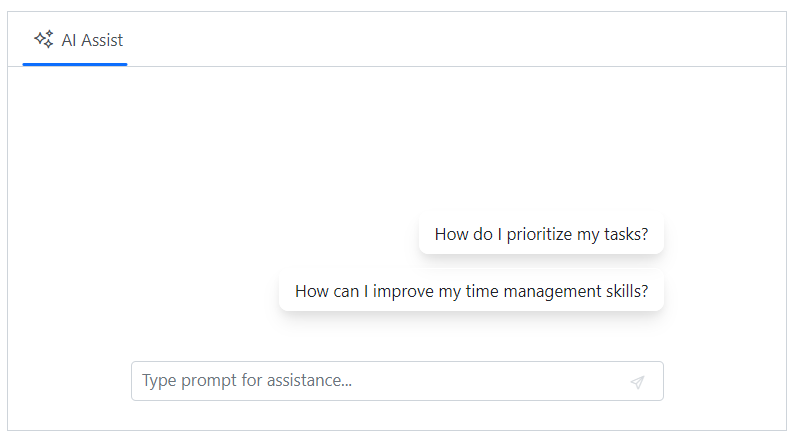 AI Assist
How do I prioritize my tasks?
How can I improve my time management skills?
Type prompt for assistance...